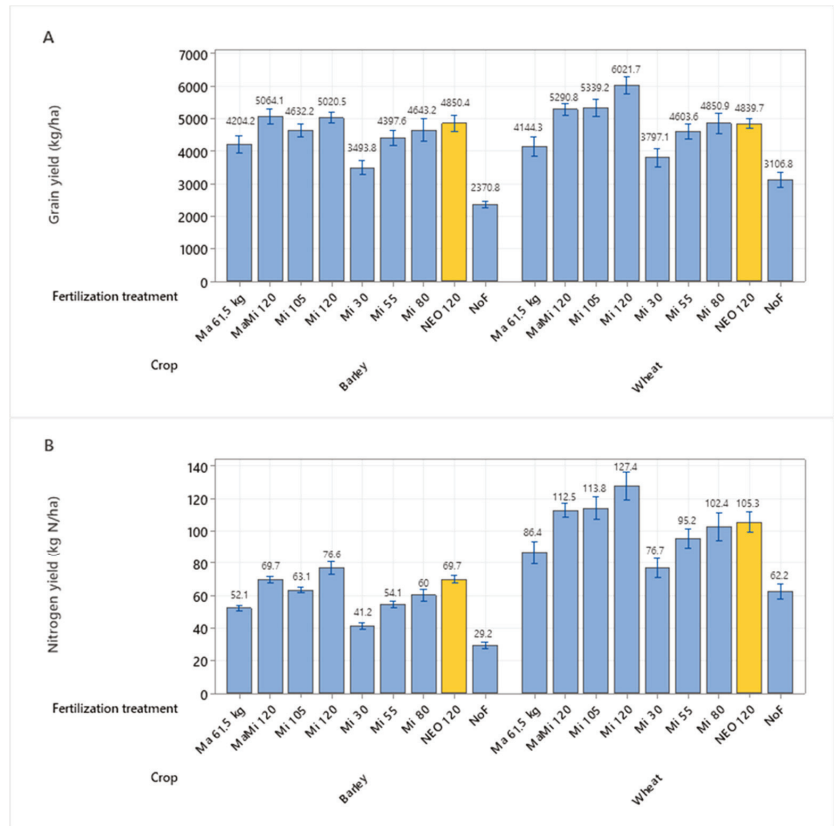 A
Grain yield (kg/ha)
7000
6000
5000
4000
3000
2000
1000
0
4204.2
5064.1
4632.2
5020.5
3493.8
4397.6
4643.2
4850.4
2370.8
4144.3
5290.8
5339.2
6021.7
3797.1
4603.6
4850.9
4839.7
3106.8
Fertilization treatment
Ma 61,5 kg
MaMi 120
Mi 105
Mi 120
Mi 30
Mi 55
Mi 80
NEO 120
NoF
Ma 61,5 kg
MaMi 120
Mi 105
Mi 120
Mi 30
Mi 55
Mi 80
NEO 120
NoF
Crop
Barley
Wheat
B
Nitrogen yield (kg N/ha)
140
120
100
80
60
40
20
0
52.1
69.7
63.1
76.6
41.2
54.1
60
69.7
29.2
86.4
112.5
113.8
127.4
76.7
95.2
102.4
105.3
62.2
Fertilization treatment
Ma 61,5 kg
MaMi 120
Mi 105
Mi 120
Mi 30
Mi 55
Mi 80
NEO 120
NoF
Ma 61,5 kg
MaMi 120
Mi 105
Mi 120
Mi 30
Mi 55
Mi 80
NEO 120
NoF
Crop
Barley
Wheat